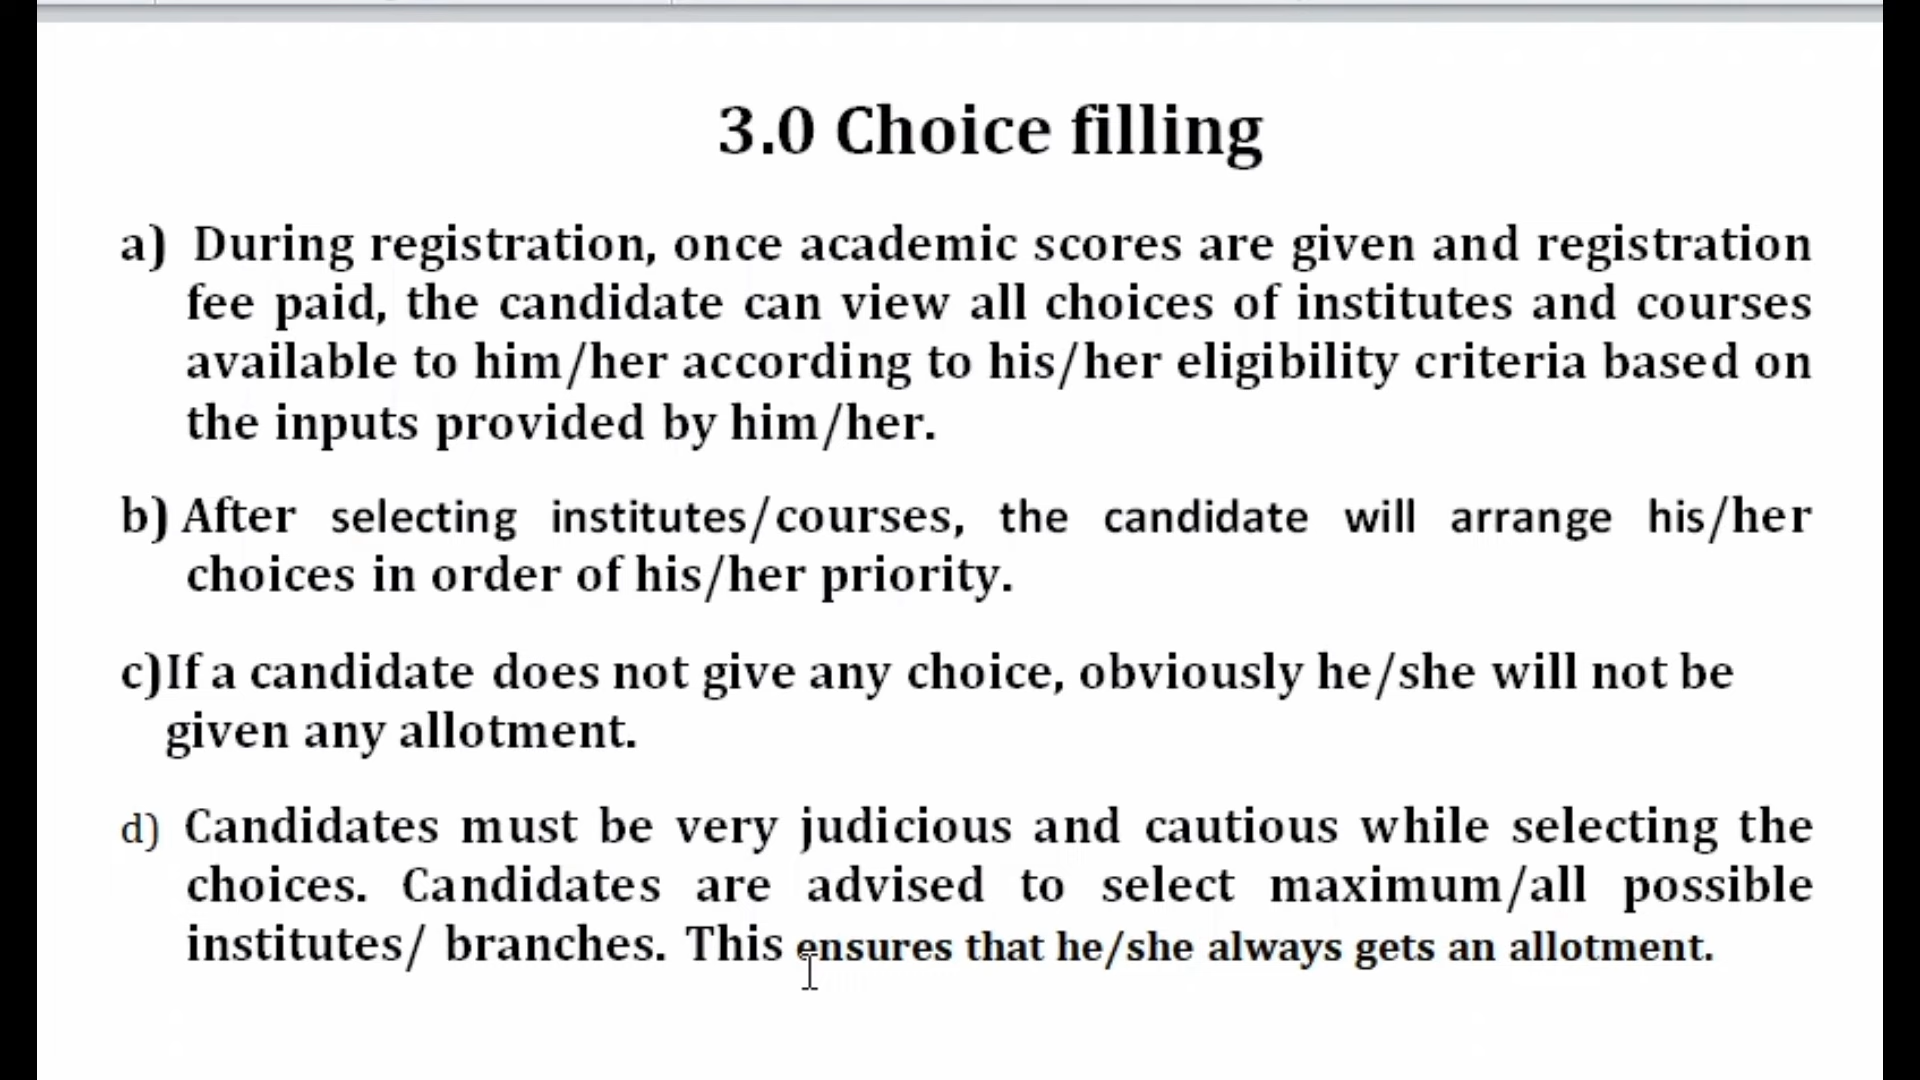 3.0 Choice filling
a) During registration, once academic scores are given and registration
fee paid, the candidate can view all choices of institutes and courses
available to him/her according to his/her eligibility criteria based on
the inputs provided by him/her.
b) After selecting institutes/courses, the candidate will arrange his/her
choices in order of his/her priority.
c)If a candidate does not give any choice, obviously he/she will not be
given any allotment.
d) Candidates must be very judicious and cautious while selecting the
choices. Candidates are advised to select maximum/all possible
institutes/ branches. This ensures that he/she always gets an allotment.